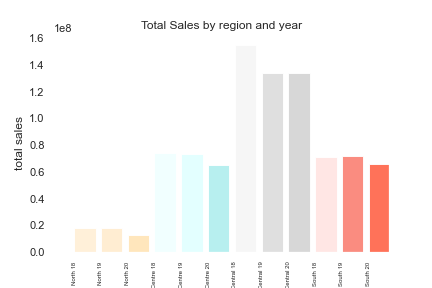 Total Sales by region and year
1e8
1.6
1.4
1.2
1.0
0.8
0.6
0.4
0.2
0.0
total sales
North 18
North 19
North 20
Centre 18
Centre 19
Centre 20
Central 18
Central 19
Central 20
South 18
South 19
South 20